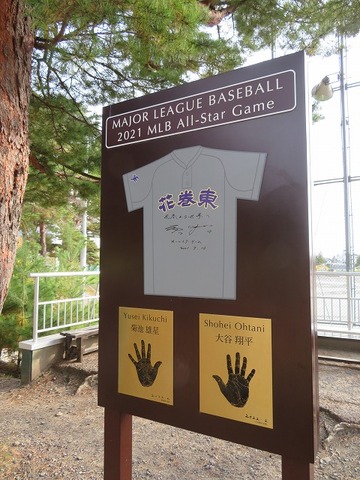 MAJOR LEAGUE BASEBALL
2021 MLB All-Star Game
花巻東
Yusei Kikuchi
菊池 雄星
Shohei Ohtani
大谷 翔平